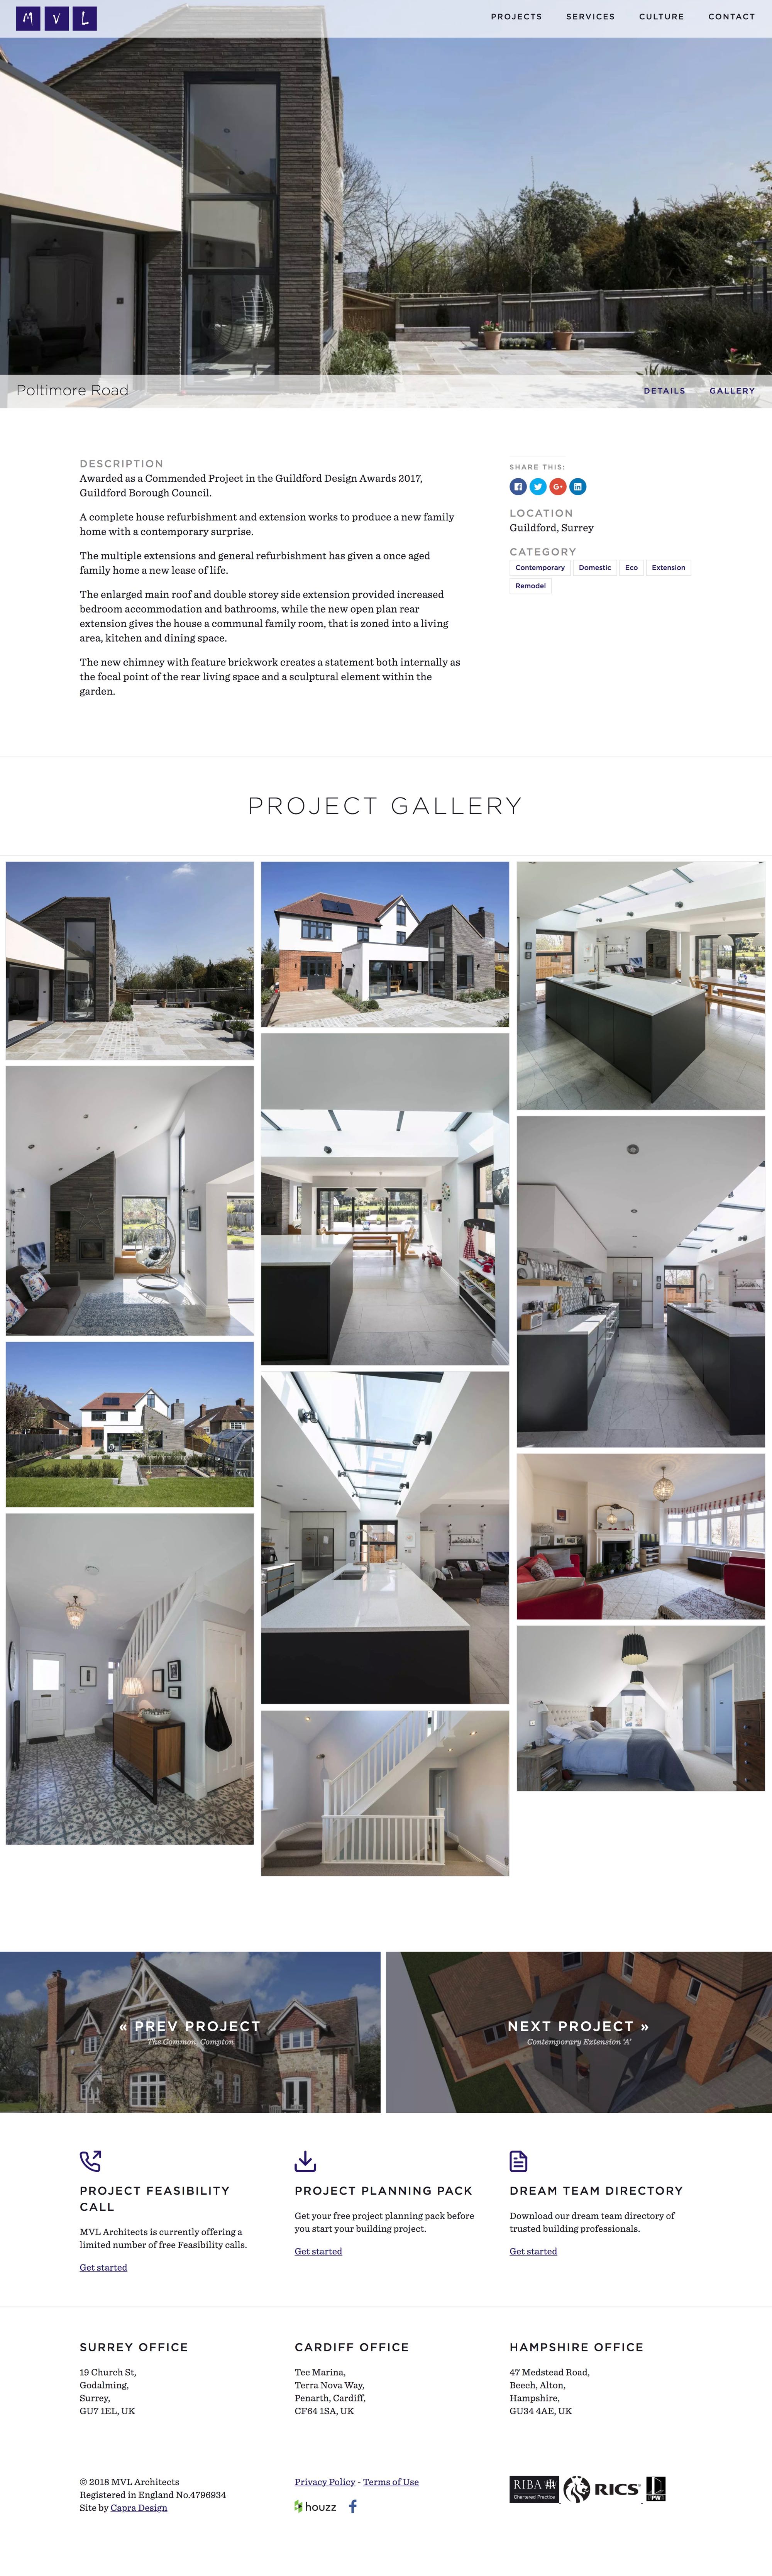 M V L
PROJECTS SERVICES CULTURE CONTACT
Poltimore Road
DETAILS GALLERY
DESCRIPTION
Awarded as a Commended Project in the Guildford Design Awards 2017,
Guildford Borough Council.
A complete house refurbishment and extension works to produce a new family
home with a contemporary surprise.
The multiple extensions and general refurbishment has given a once aged
family home a new lease of life.
The enlarged main roof and double storey side extension provided increased
bedroom accommodation and bathrooms, while the new open plan rear
extension gives the house a communal family room, that is zoned into a living
area, kitchen and dining space.
The new chimney with feature brickwork creates a statement both internally as
the focal point of the rear living space and a sculptural element within the
garden.
SHARE THIS:
G+ in
LOCATION
Guildford, Surrey
CATEGORY
Contemporary Domestic Eco Extension
Remodel
PROJECT GALLERY
« PREV PROJECT
The Common, Compton
NEXT PROJECT »
Contemporary Extension 'A'
PROJECT FEASIBILITY
CALL
MVL Architects is currently offering a
limited number of free Feasibility calls.
Get started
PROJECT PLANNING PACK
Get your free project planning pack before
you start your building project.
Get started
DREAM TEAM DIRECTORY
Download our dream team directory of
trusted building professionals.
Get started
SURREY OFFICE
19 Church St,
Godalming,
Surrey,
GU7 1EL, UK
CARDIFF OFFICE
Tec Marina,
Terra Nova Way,
Penarth, Cardiff,
CF64 1SA, UK
HAMPSHIRE OFFICE
47 Medstead Road,
Beech, Alton,
Hampshire,
GU34 4AE, UK
© 2018 MVL Architects
Registered in England No.4796934
Site by Capra Design
Privacy Policy - Terms of Use
houzz f
RIBA
Chartered Practice
RICS
PW